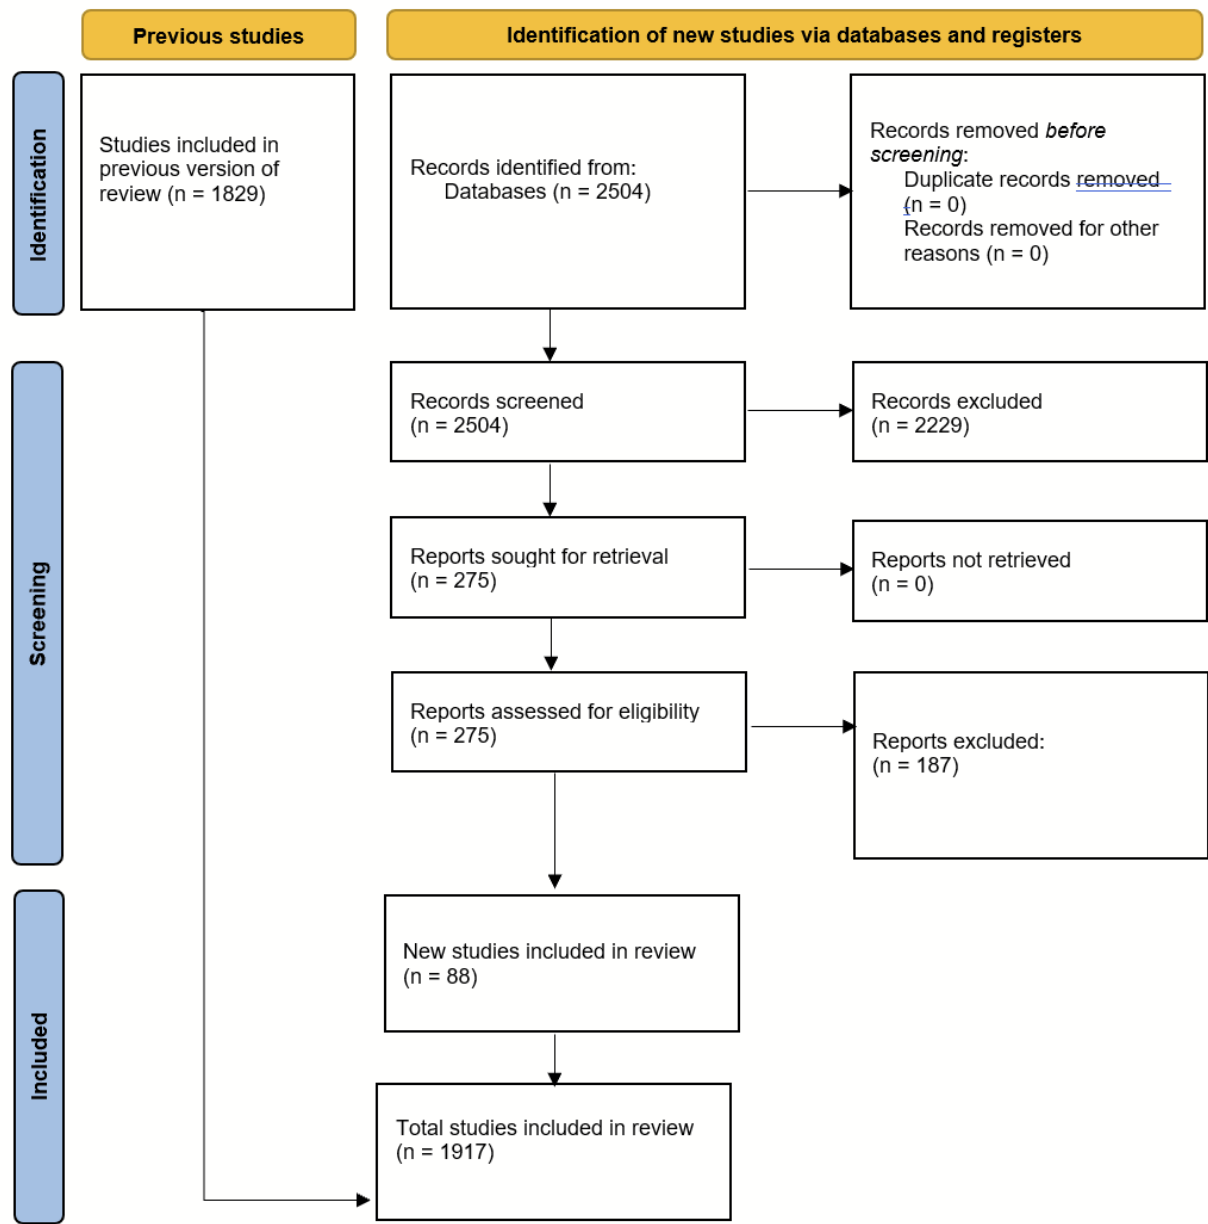 Previous studies
Identification of new studies via databases and registers
Identification
Studies included in
previous version of
review (n = 1829)
Records identified from:
Databases (n = 2504)
Records removed before
screening:
Duplicate records removed
(n = 0)
Records removed for other
reasons (n = 0)
Screening
Records screened
(n = 2504)
Records excluded
(n = 2229)
Reports sought for retrieval
(n = 275)
Reports not retrieved
(n = 0)
Reports assessed for eligibility
(n = 275)
Reports excluded:
(n = 187)
Included
New studies included in review
(n = 88)
Total studies included in review
(n = 1917)